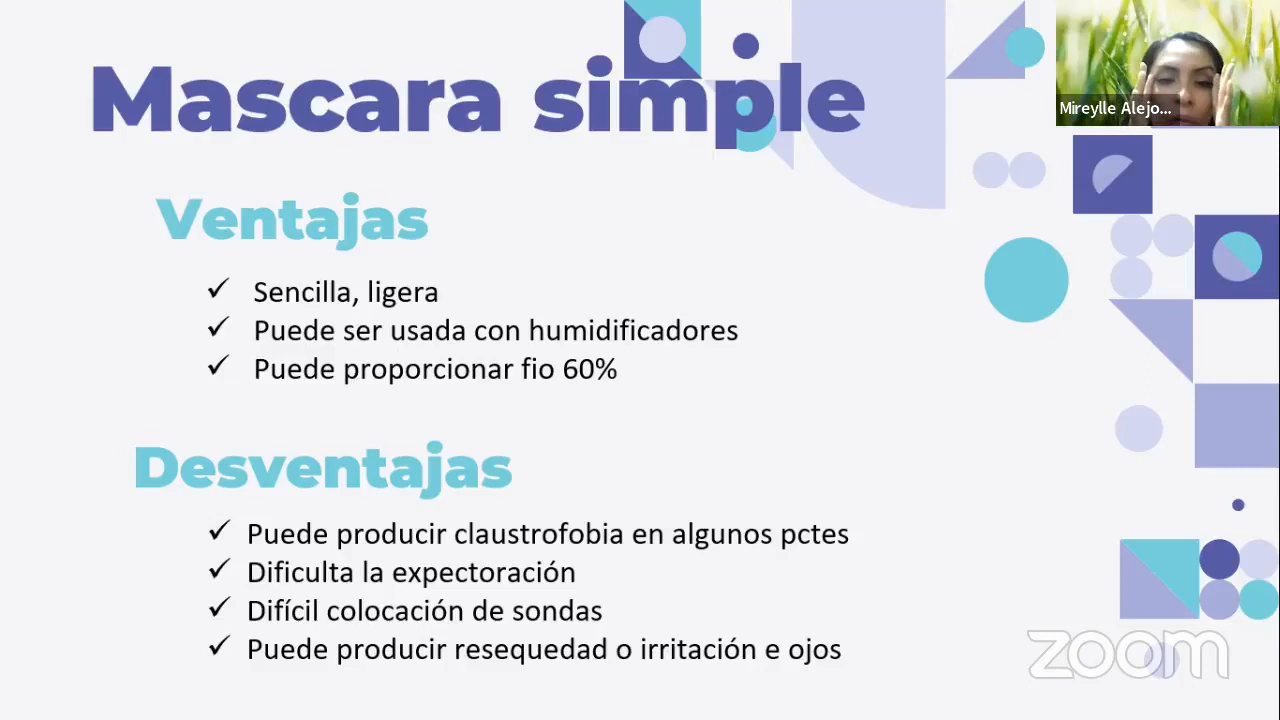 Mascara simple
Mireylle Alejo...
Ventajas
✓ Sencilla, ligera
✓ Puede ser usada con humidificadores
✓ Puede proporcionar fio 60%
Desventajas
✓ Puede producir claustrofobia en algunos pctes
✓ Dificulta la expectoración
✓ Difícil colocación de sondas
✓ Puede producir resequedad o irritación e ojos
zoom